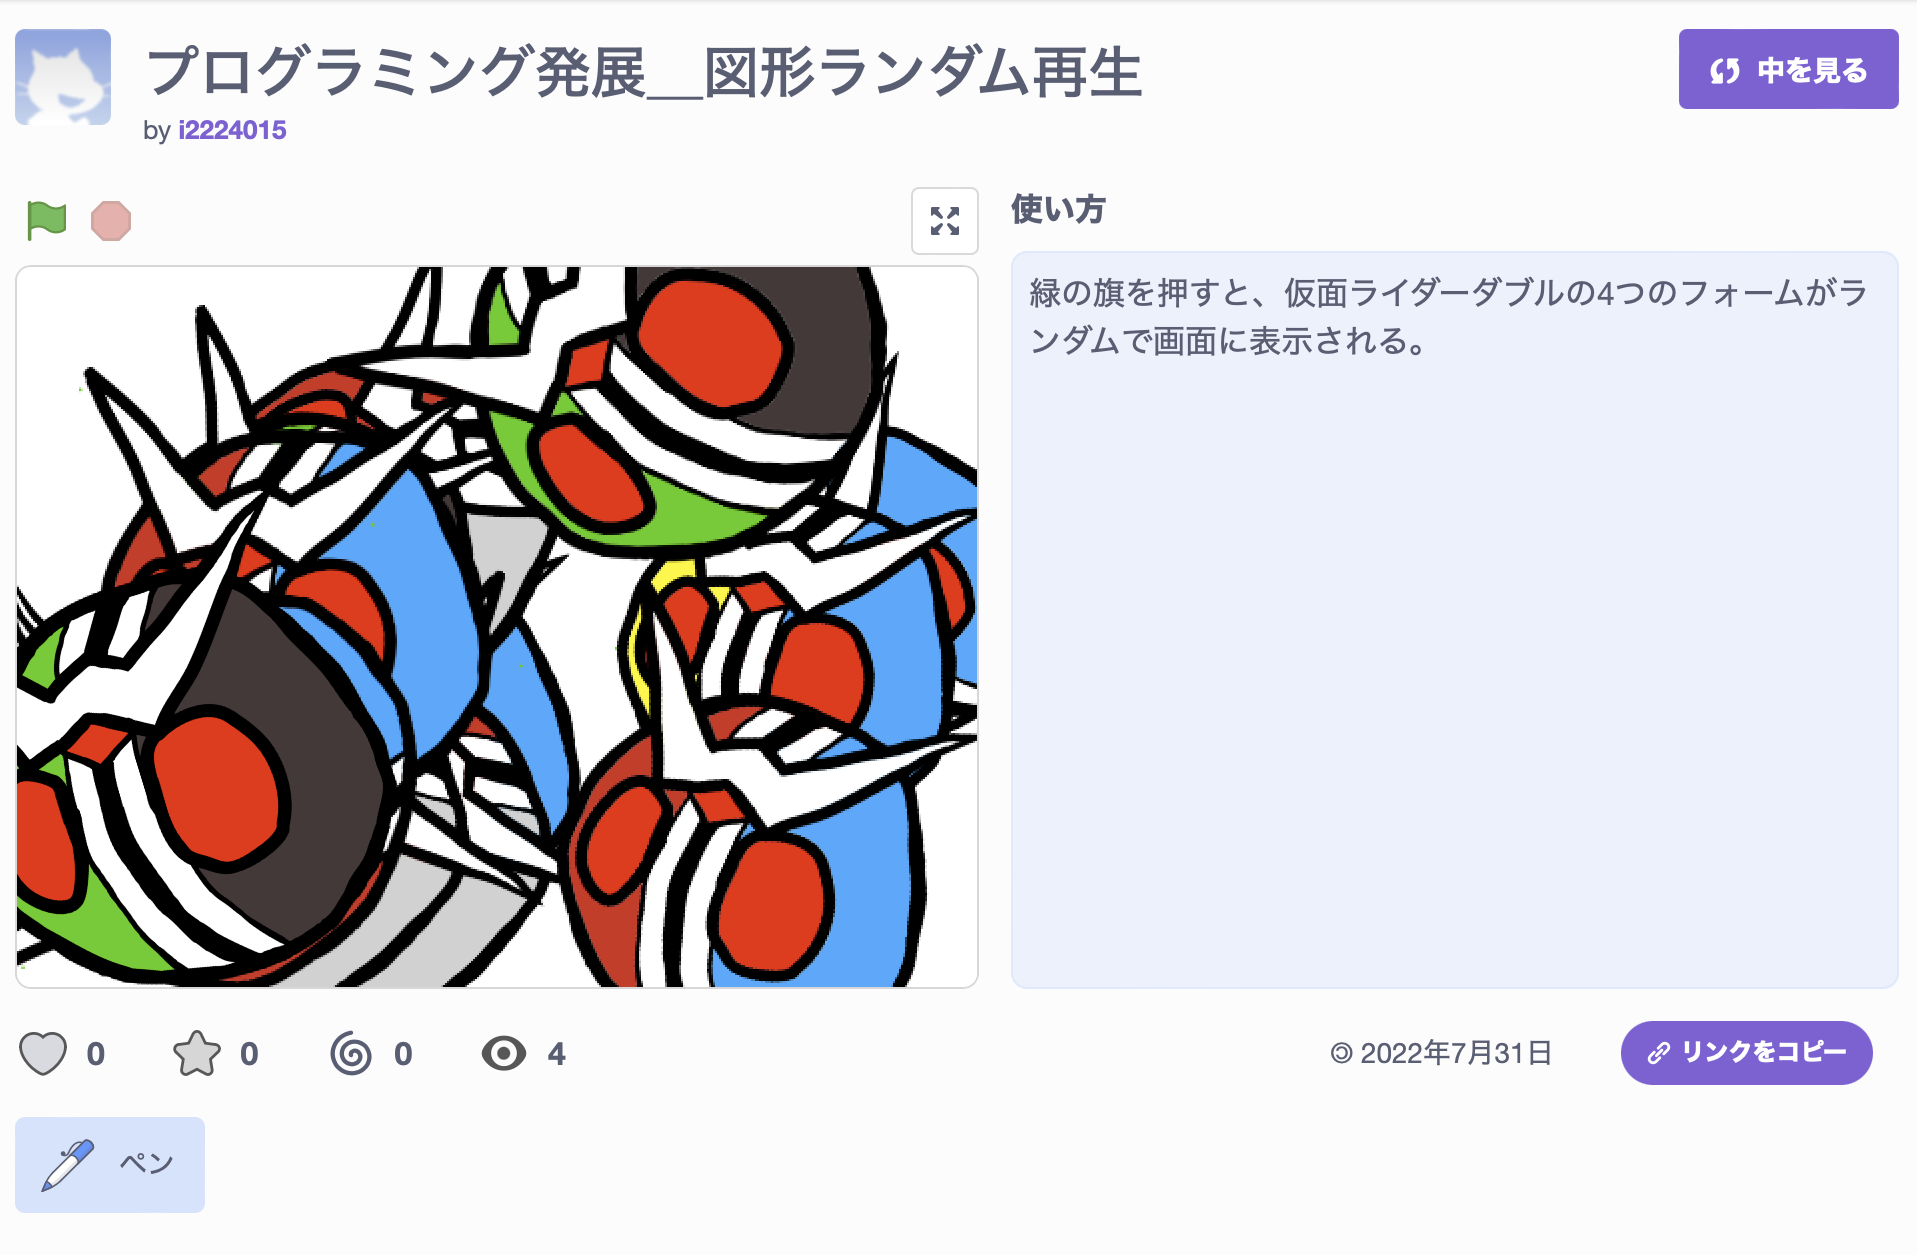 プログラミング発展__図形ランダム再生
by i2224015
中を見る
使い方
緑の旗を押すと、仮面ライダーダブルの4つのフォームがラ
ンダムで画面に表示される。
0
0
0
4
2022年7月31日
リンクをコピー
ペン